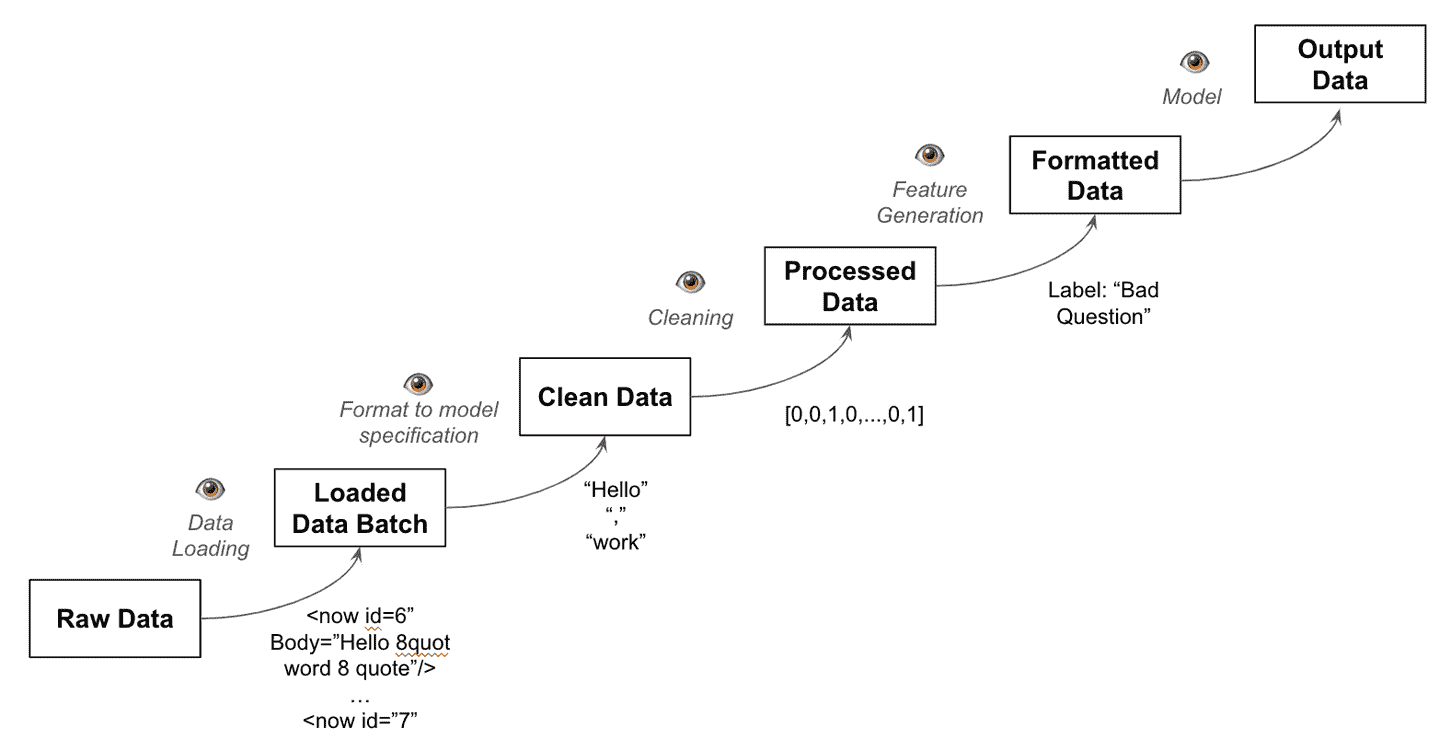 Output
Data
Model
Formatted
Data
Feature
Generation
Processed
Data
Label: “Bad
Question”
Cleaning
Clean Data
[0,0,1,0,...,0,1]
Format to model
specification
Loaded
Data Batch
“Hello”
“,”
“work”
Data
Loading
Raw Data
<now id=6”
Body=”Hello 8quot
word 8 quote”/>
…
<now id=”7”